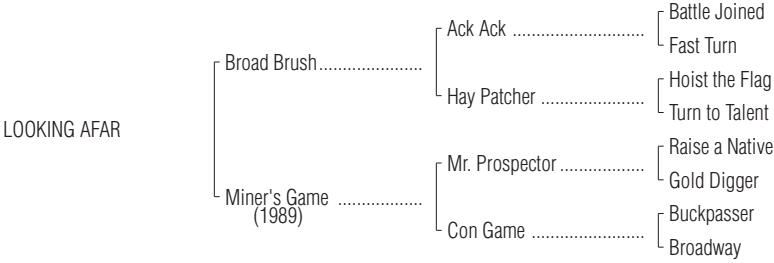 Battle Joined
Ack Ack ............................
Fast Turn
Broad Brush......................
Hoist the Flag
Hay Patcher ......................
Turn to Talent
LOOKING AFAR
Raise a Native
Mr. Prospector ..................
Gold Digger
Miner's Game ..................
(1989)
Buckpasser
Con Game ........................
Broadway